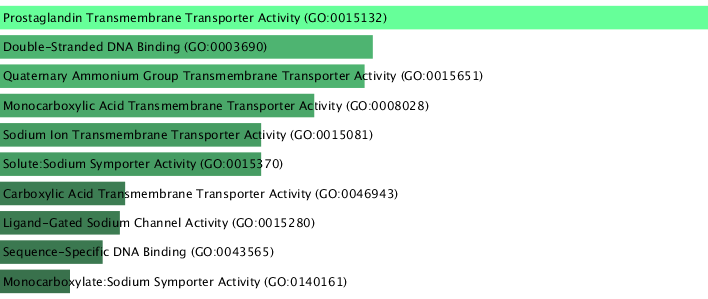 Prostaglandin Transmembrane Transporter Activity (GO:0015132)
Double-Stranded DNA Binding (GO:0003690)
Quaternary Ammonium Group Transmembrane Transporter Activity (GO:0015651)
Monocarboxylic Acid Transmembrane Transporter Activity (GO:0008028)
Sodium Ion Transmembrane Transporter Activity (GO:0015081)
Solute:Sodium Symporter Activity (GO:0015370)
Carboxylic Acid Transmembrane Transporter Activity (GO:0046943)
Ligand-Gated Sodium Channel Activity (GO:0015280)
Sequence-Specific DNA Binding (GO:0043565)
Monocarboxylate:Sodium Symporter Activity (GO:0140161)